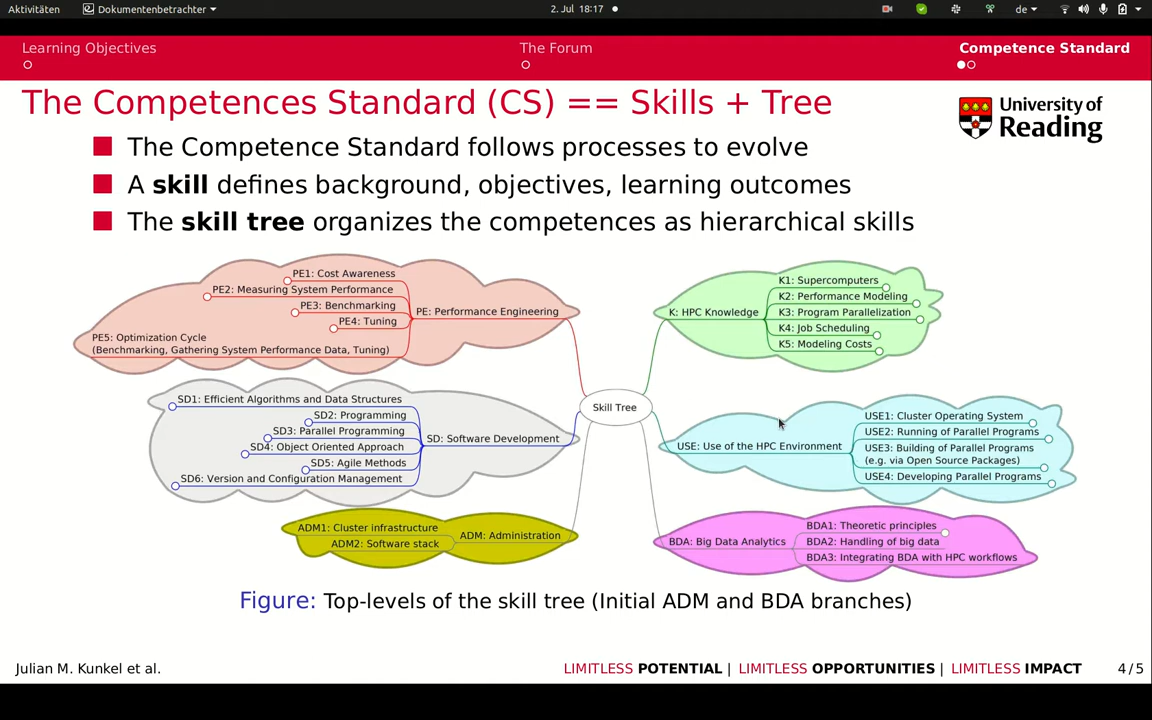 Aktivitäten
Dokumentenbetrachter
2. Jul 18:17
de
Learning Objectives
The Forum
Competence Standard
The Competences Standard (CS) == Skills + Tree
University of
Reading
The Competence Standard follows processes to evolve
A skill defines background, objectives, learning outcomes
The skill tree organizes the competences as hierarchical skills
PE1: Cost Awareness
PE2: Measuring System Performance
PE3: Benchmarking
PE4: Tuning
PE5: Optimization Cycle
(Benchmarking, Gathering System Performance Data, Tuning)
PE: Performance Engineering
K: HPC Knowledge
K1: Supercomputers
K2: Performance Modeling
K3: Program Parallelization
K4: Job Scheduling
K5: Modeling Costs
Skill Tree
SD1: Efficient Algorithms and Data Structures
SD2: Programming
SD3: Parallel Programming
SD4: Object Oriented Approach
SD5: Agile Methods
SD6: Version and Configuration Management
SD: Software Development
USE: Use of the HPC Environment
USE1: Cluster Operating System
USE2: Running of Parallel Programs
USE3: Building of Parallel Programs
(e.g. via Open Source Packages)
USE4: Developing Parallel Programs
ADM1: Cluster infrastructure
ADM2: Software stack
ADM: Administration
BDA: Big Data Analytics
BDA1: Theoretic principles
BDA2: Handling of big data
BDA3: Integrating BDA with HPC workflows
Figure: Top-levels of the skill tree (Initial ADM and BDA branches)
Julian M. Kunkel et al.
LIMITLESS POTENTIAL | LIMITLESS OPPORTUNITIES | LIMITLESS IMPACT
4/5